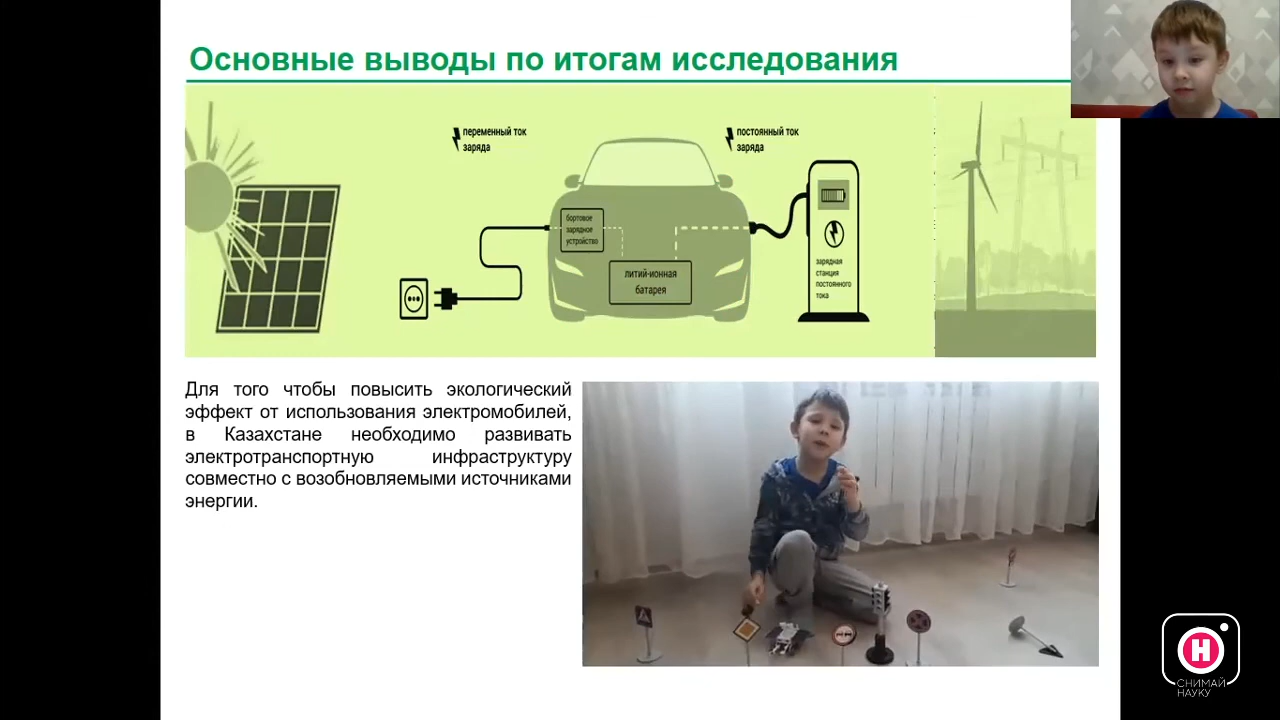 Основные выводы по итогам исследования
переменный ток
заряда
постоянный ток
заряда
бортовое
зарядное
устройство
литий-ионная
батарея
зарядная
станция
постоянного
тока
Для того чтобы повысить экологический
эффект от использования электромобилей,
в Казахстане необходимо развивать
электротранспортную инфраструктуру
совместно с возобновляемыми источниками
энергии.
Н
СНИМАЙ
НАУКУ